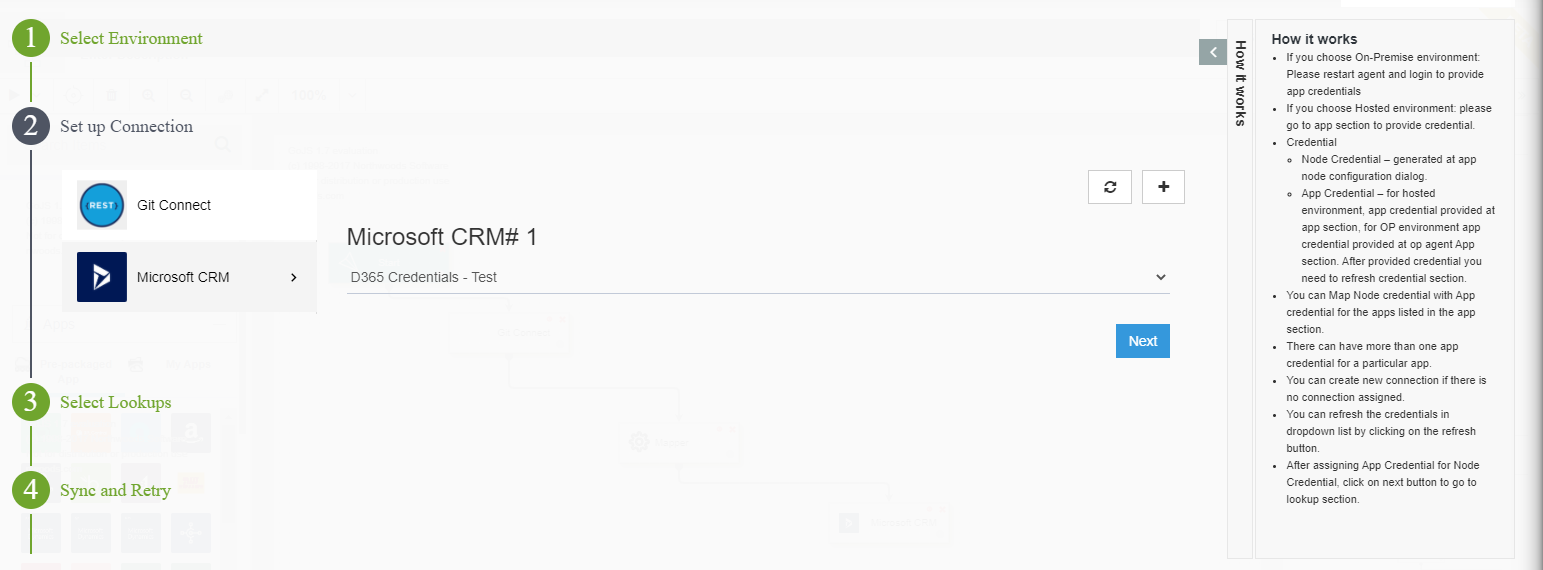 1 Select Environment
2 Set up Connection
REST
Git Connect
Microsoft CRM
Microsoft CRM# 1
D365 Credentials - Test
Next
3 Select Lookups
4 Sync and Retry
100%
Git Connect
Microsoft CRM
How it works
How it works
If you choose On-Premise environment:
Please restart agent and login to provide
app credentials
If you choose Hosted environment: please
go to app section to provide credential.
Credential
Node Credential – generated at app
node configuration dialog.
App Credential – for hosted
environment, app credential provided at
app section, for OP environment app
credential provided at op agent App
section. After provided credential you
need to refresh credential section.
You can Map Node credential with App
credential for the apps listed in the app
section.
There can have more than one app
credential for a particular app.
You can create new connection if there is
no connection assigned.
You can refresh the credentials in
dropdown list by clicking on the refresh
button.
After assigning App Credential for Node
Credential, click on next button to go to
lookup section.